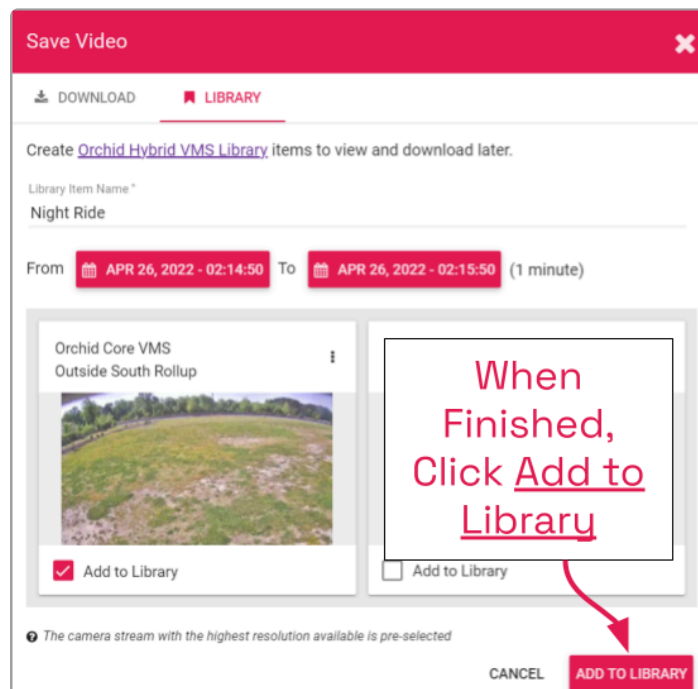 Save Video
DOWNLOAD
LIBRARY
Create Orchid Hybrid VMS Library items to view and download later.
Library Item Name *
Night Ride
From APR 26, 2022 - 02:14:50 To APR 26, 2022 - 02:15:50 (1 minute)
Orchid Core VMS
Outside South Rollup
Add to Library
When
Finished,
Click Add to
Library
Add to Library
The camera stream with the highest resolution available is pre-selected
CANCEL
ADD TO LIBRARY